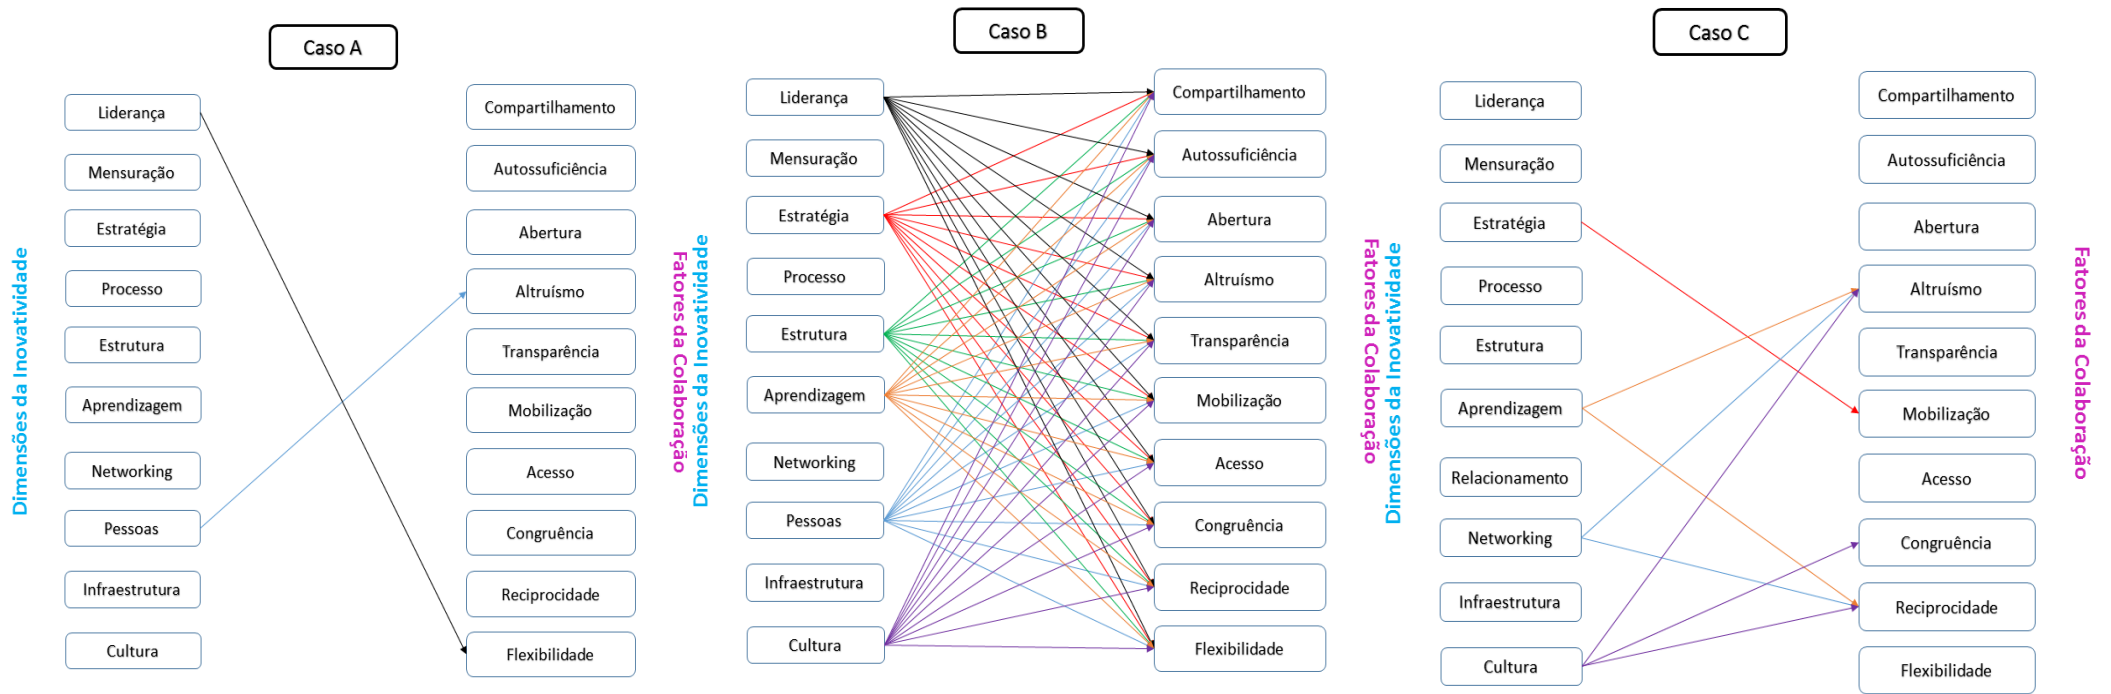 Caso A
Dimensões da Inovatividade
Liderança
Mensuração
Estratégia
Processo
Estrutura
Aprendizagem
Networking
Pessoas
Infraestrutura
Cultura
Compartilhamento
Autossuficiência
Abertura
Altruísmo
Transparência
Mobilização
Acesso
Congruência
Reciprocidade
Flexibilidade
Fatores da Colaboração
Caso B
Dimensões da Inovatividade
Liderança
Mensuração
Estratégia
Processo
Estrutura
Aprendizagem
Networking
Pessoas
Infraestrutura
Cultura
Compartilhamento
Autossuficiência
Abertura
Altruísmo
Transparência
Mobilização
Acesso
Congruência
Reciprocidade
Flexibilidade
Fatores da Colaboração
Caso C
Dimensões da Inovatividade
Liderança
Mensuração
Estratégia
Processo
Estrutura
Aprendizagem
Relacionamento
Networking
Infraestrutura
Cultura
Compartilhamento
Autossuficiência
Abertura
Altruísmo
Transparência
Mobilização
Acesso
Congruência
Reciprocidade
Flexibilidade
Fatores da Colaboração